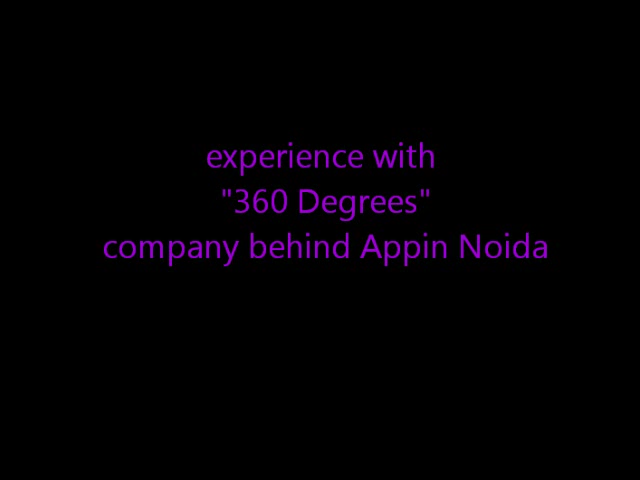 experience with
"360 Degrees"
company behind Appin Noida